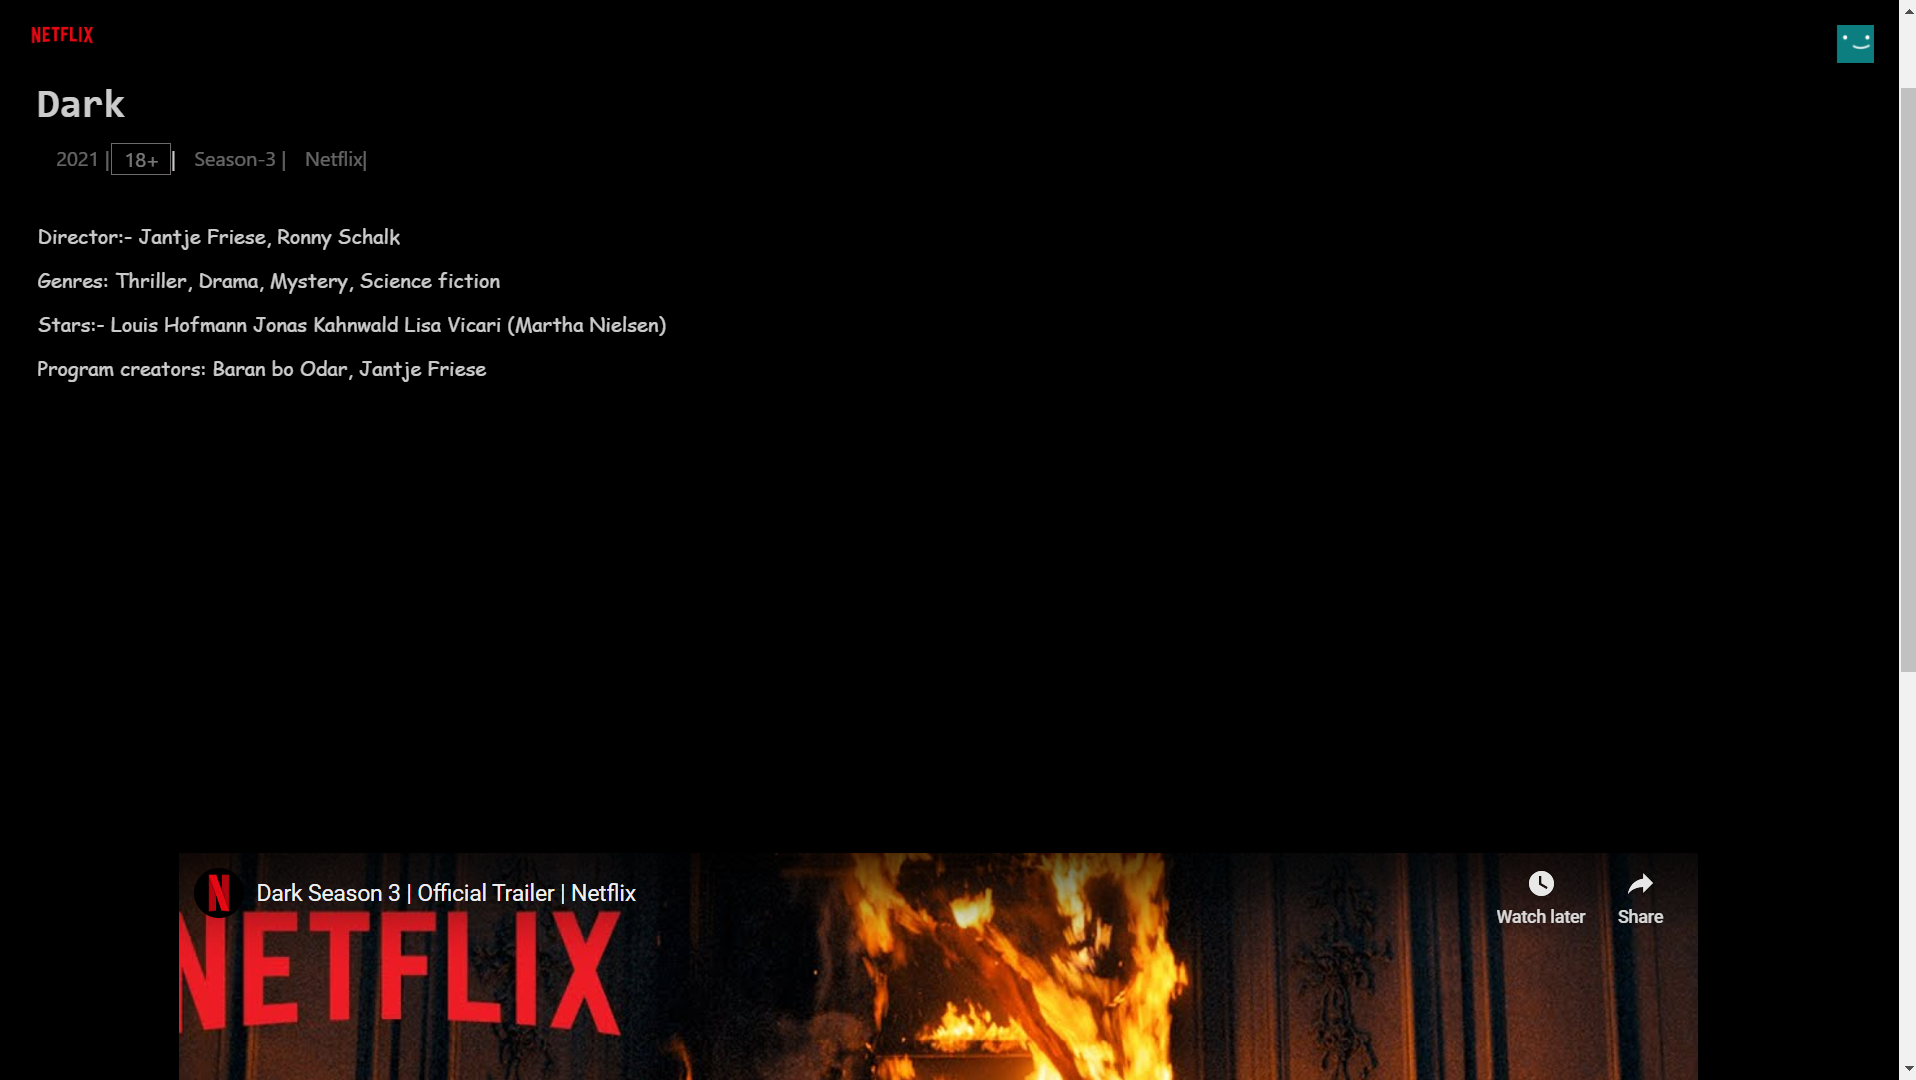 NETFLIX
Dark
2021 | 18+ | Season-3 | Netflix|
Director:- Jantje Friese, Ronny Schalk
Genres: Thriller, Drama, Mystery, Science fiction
Stars:- Louis Hofmann Jonas Kahnwald Lisa Vicari (Martha Nielsen)
Program creators: Baran bo Odar, Jantje Friese
N
Dark Season 3 | Official Trailer | Netflix
Watch later
Share
NETFLIX